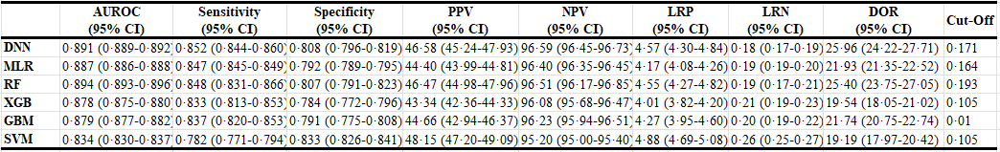 AUROC (95% CI) Sensitivity (95% CI) Specificity (95% CI) PPV (95% CI) NPV (95% CI) LRP (95% CI) LRN (95% CI) DOR (95% CI) Cut-Off
DNN 0·891 (0·889-0·892) 0·852 (0·844-0·860) 0·808 (0·796-0·819) 46·58 (45·24-47·93) 96·59 (96·45-96·73) 4·57 (4·30-4·84) 0·18 (0·17-0·19) 25·96 (24·22-27·71) 0·171
MLR 0·887 (0·886-0·888) 0·847 (0·845-0·849) 0·792 (0·789-0·795) 44·40 (43·99-44·81) 96·40 (96·35-96·45) 4·17 (4·08-4·26) 0·19 (0·19-0·20) 21·93 (21·35-22·52) 0·164
RF 0·894 (0·893-0·896) 0·848 (0·831-0·866) 0·807 (0·791-0·823) 46·47 (44·98-47·96) 96·51 (96·17-96·85) 4·55 (4·27-4·82) 0·19 (0·17-0·21) 25·40 (23·75-27·05) 0·193
XGB 0·878 (0·875-0·880) 0·833 (0·813-0·853) 0·784 (0·772-0·796) 43·34 (42·36-44·33) 96·08 (95·68-96·47) 4·01 (3·82-4·20) 0·21 (0·19-0·23) 19·54 (18·05-21·02) 0·105
GBM 0·879 (0·877-0·882) 0·837 (0·820-0·853) 0·791 (0·775-0·808) 44·66 (42·94-46·37) 96·23 (95·94-96·51) 4·27 (3·95-4·60) 0·20 (0·19-0·22) 21·74 (20·75-22·74) 0·01
SVM 0·834 (0·830-0·837) 0·782 (0·771-0·794) 0·833 (0·826-0·841) 48·15 (47·20-49·09) 95·20 (95·00-95·40) 4·88 (4·69-5·08) 0·26 (0·25-0·27) 19·19 (17·97-20·42) 0·105